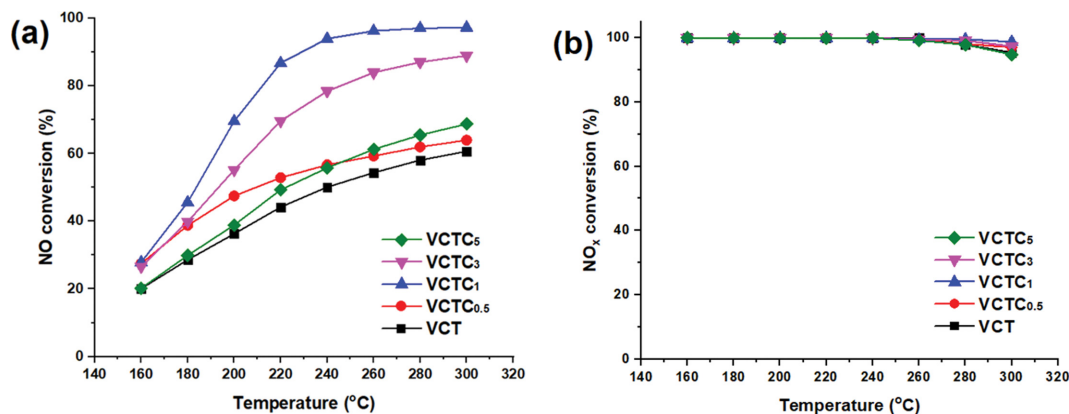 (a)
NO conversion (%)
100
80
60
40
20
0
VCTC5
VCTC3
VCTC1
VCTC0.5
VCT
140 160 180 200 220 240 260 280 300 320
Temperature (°C)
(b)
NOx conversion (%)
100
80
60
40
20
0
VCTC5
VCTC3
VCTC1
VCTC0.5
VCT
140 160 180 200 220 240 260 280 300 320
Temperature (°C)